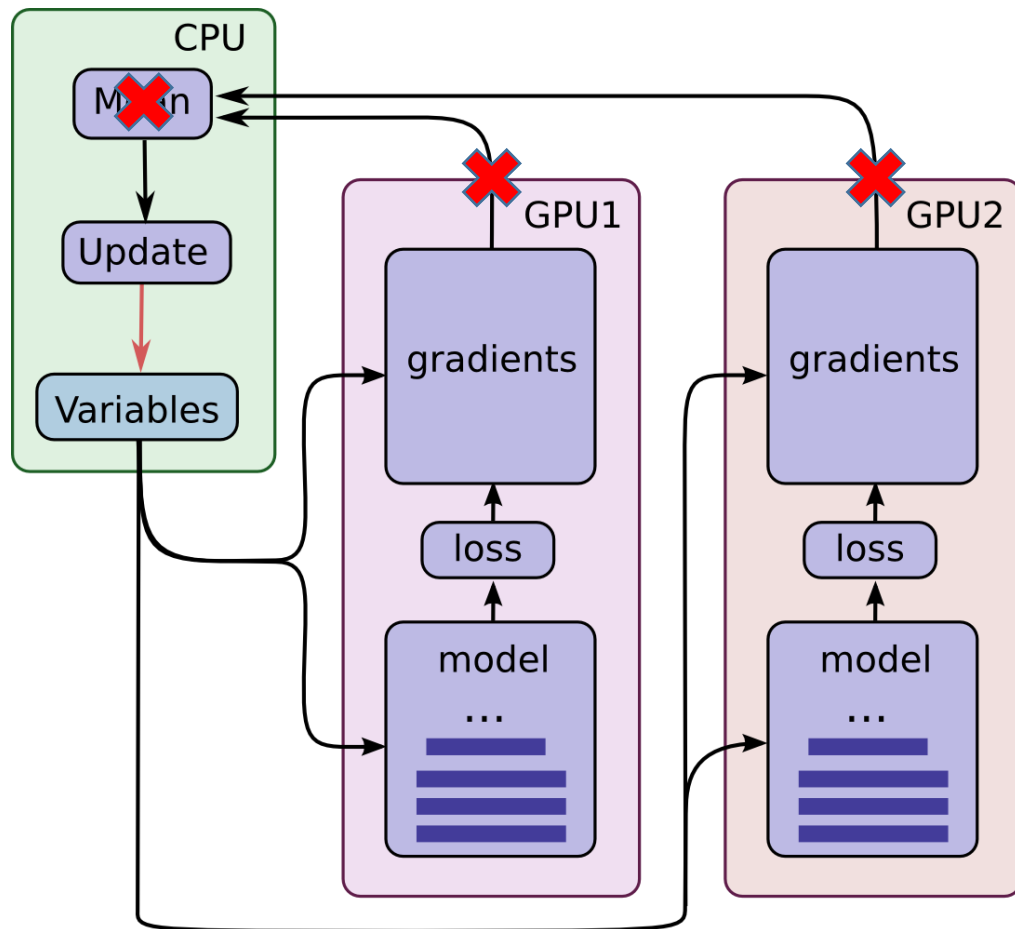 CPU
Update
Variables
GPU1
gradients
loss
model
...
GPU2
gradients
loss
model
...